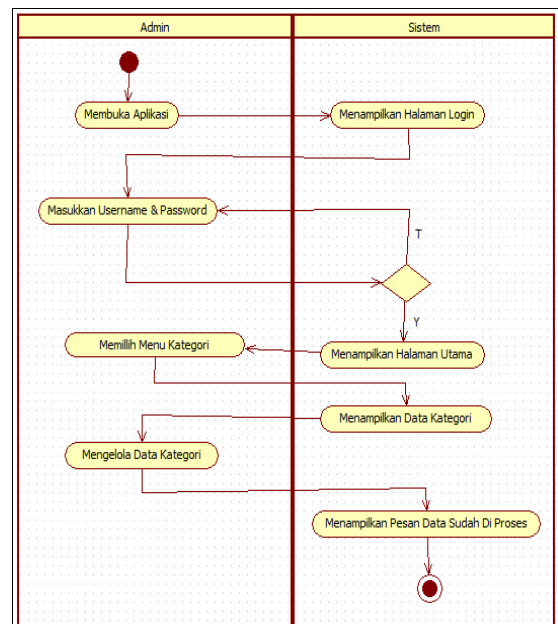 Admin
Sistem
Membuka Aplikasi
Menampilkan Halaman Login
Masukkan Username & Password
T
Y
Memillih Menu Kategori
Menampilkan Halaman Utama
Menampilkan Data Kategori
Mengelola Data Kategori
Menampilkan Pesan Data Sudah Di Proses